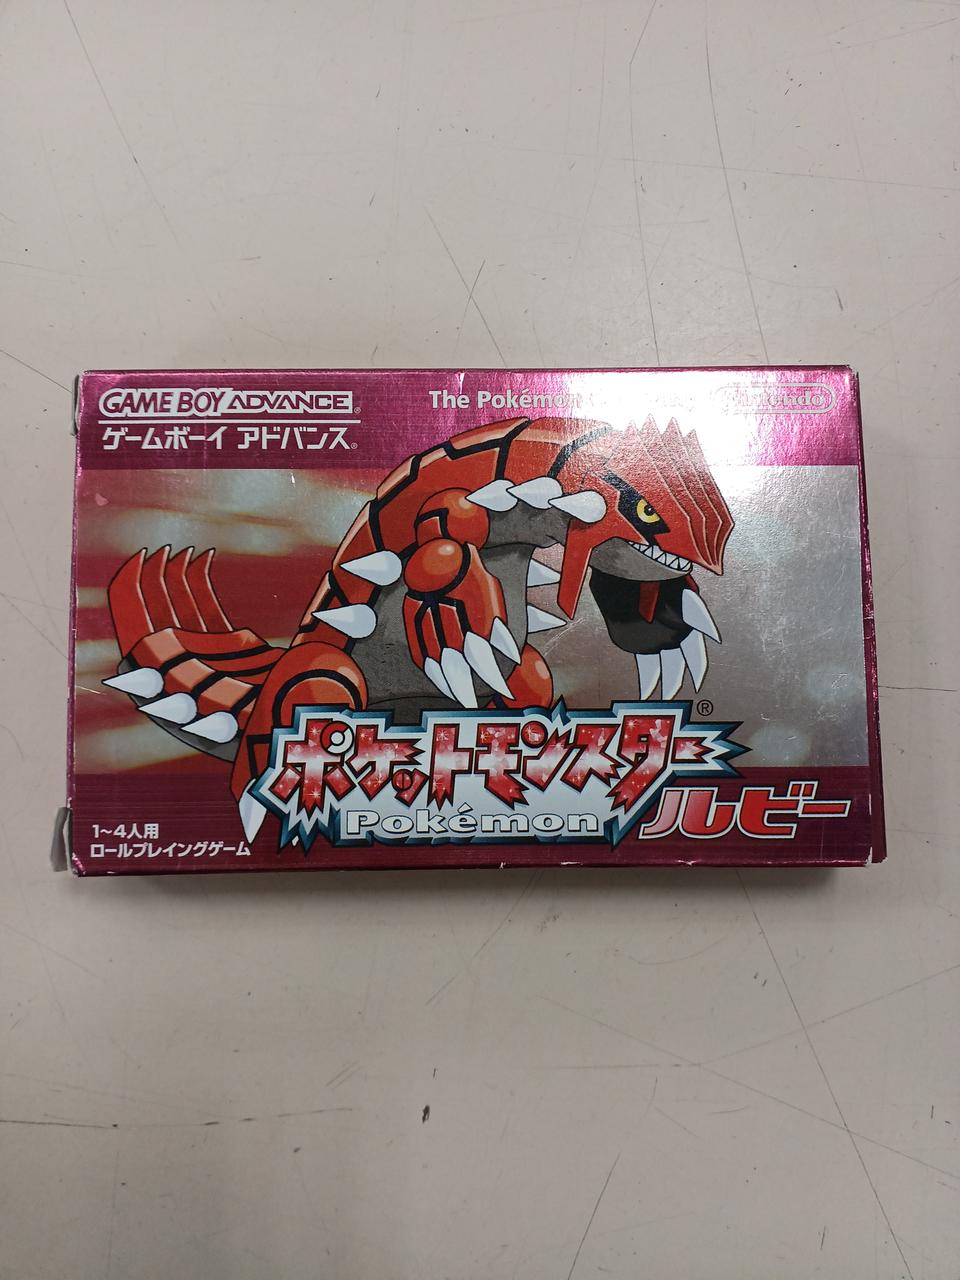 GAME BOY ADVANCE®
ゲームボーイ アドバンス®
The Pokémon
Nintendo
®
ポケットモンスター
Pokémon
ルビー
1~4人用
ロールプレイングゲーム